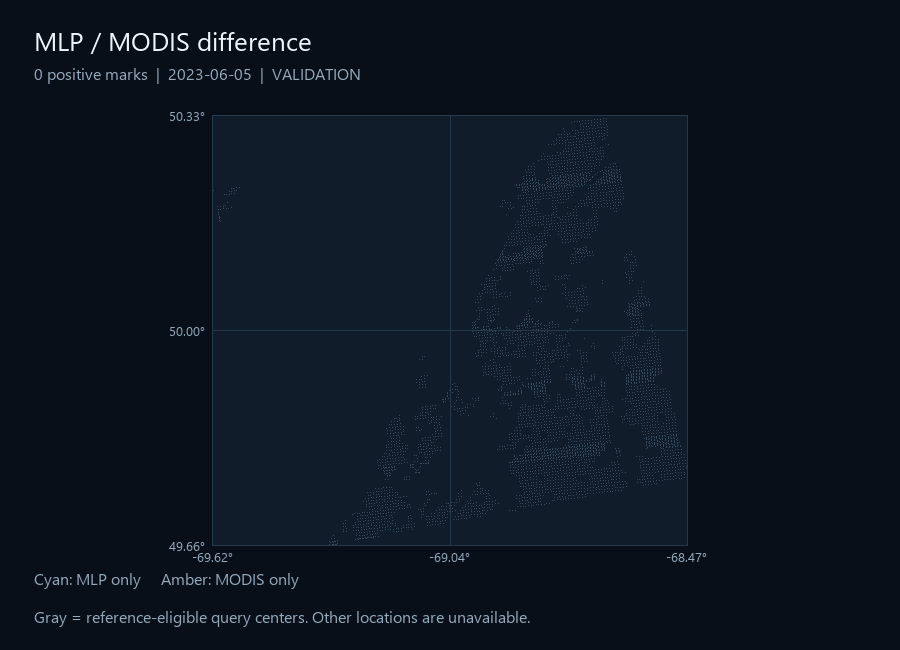 MLP / MODIS difference
0 positive marks | 2023-06-05 | VALIDATION
50.33°
50.00°
49.66°
-69.62° -69.04° -68.47°
Cyan: MLP only Amber: MODIS only
Gray = reference-eligible query centers. Other locations are unavailable.